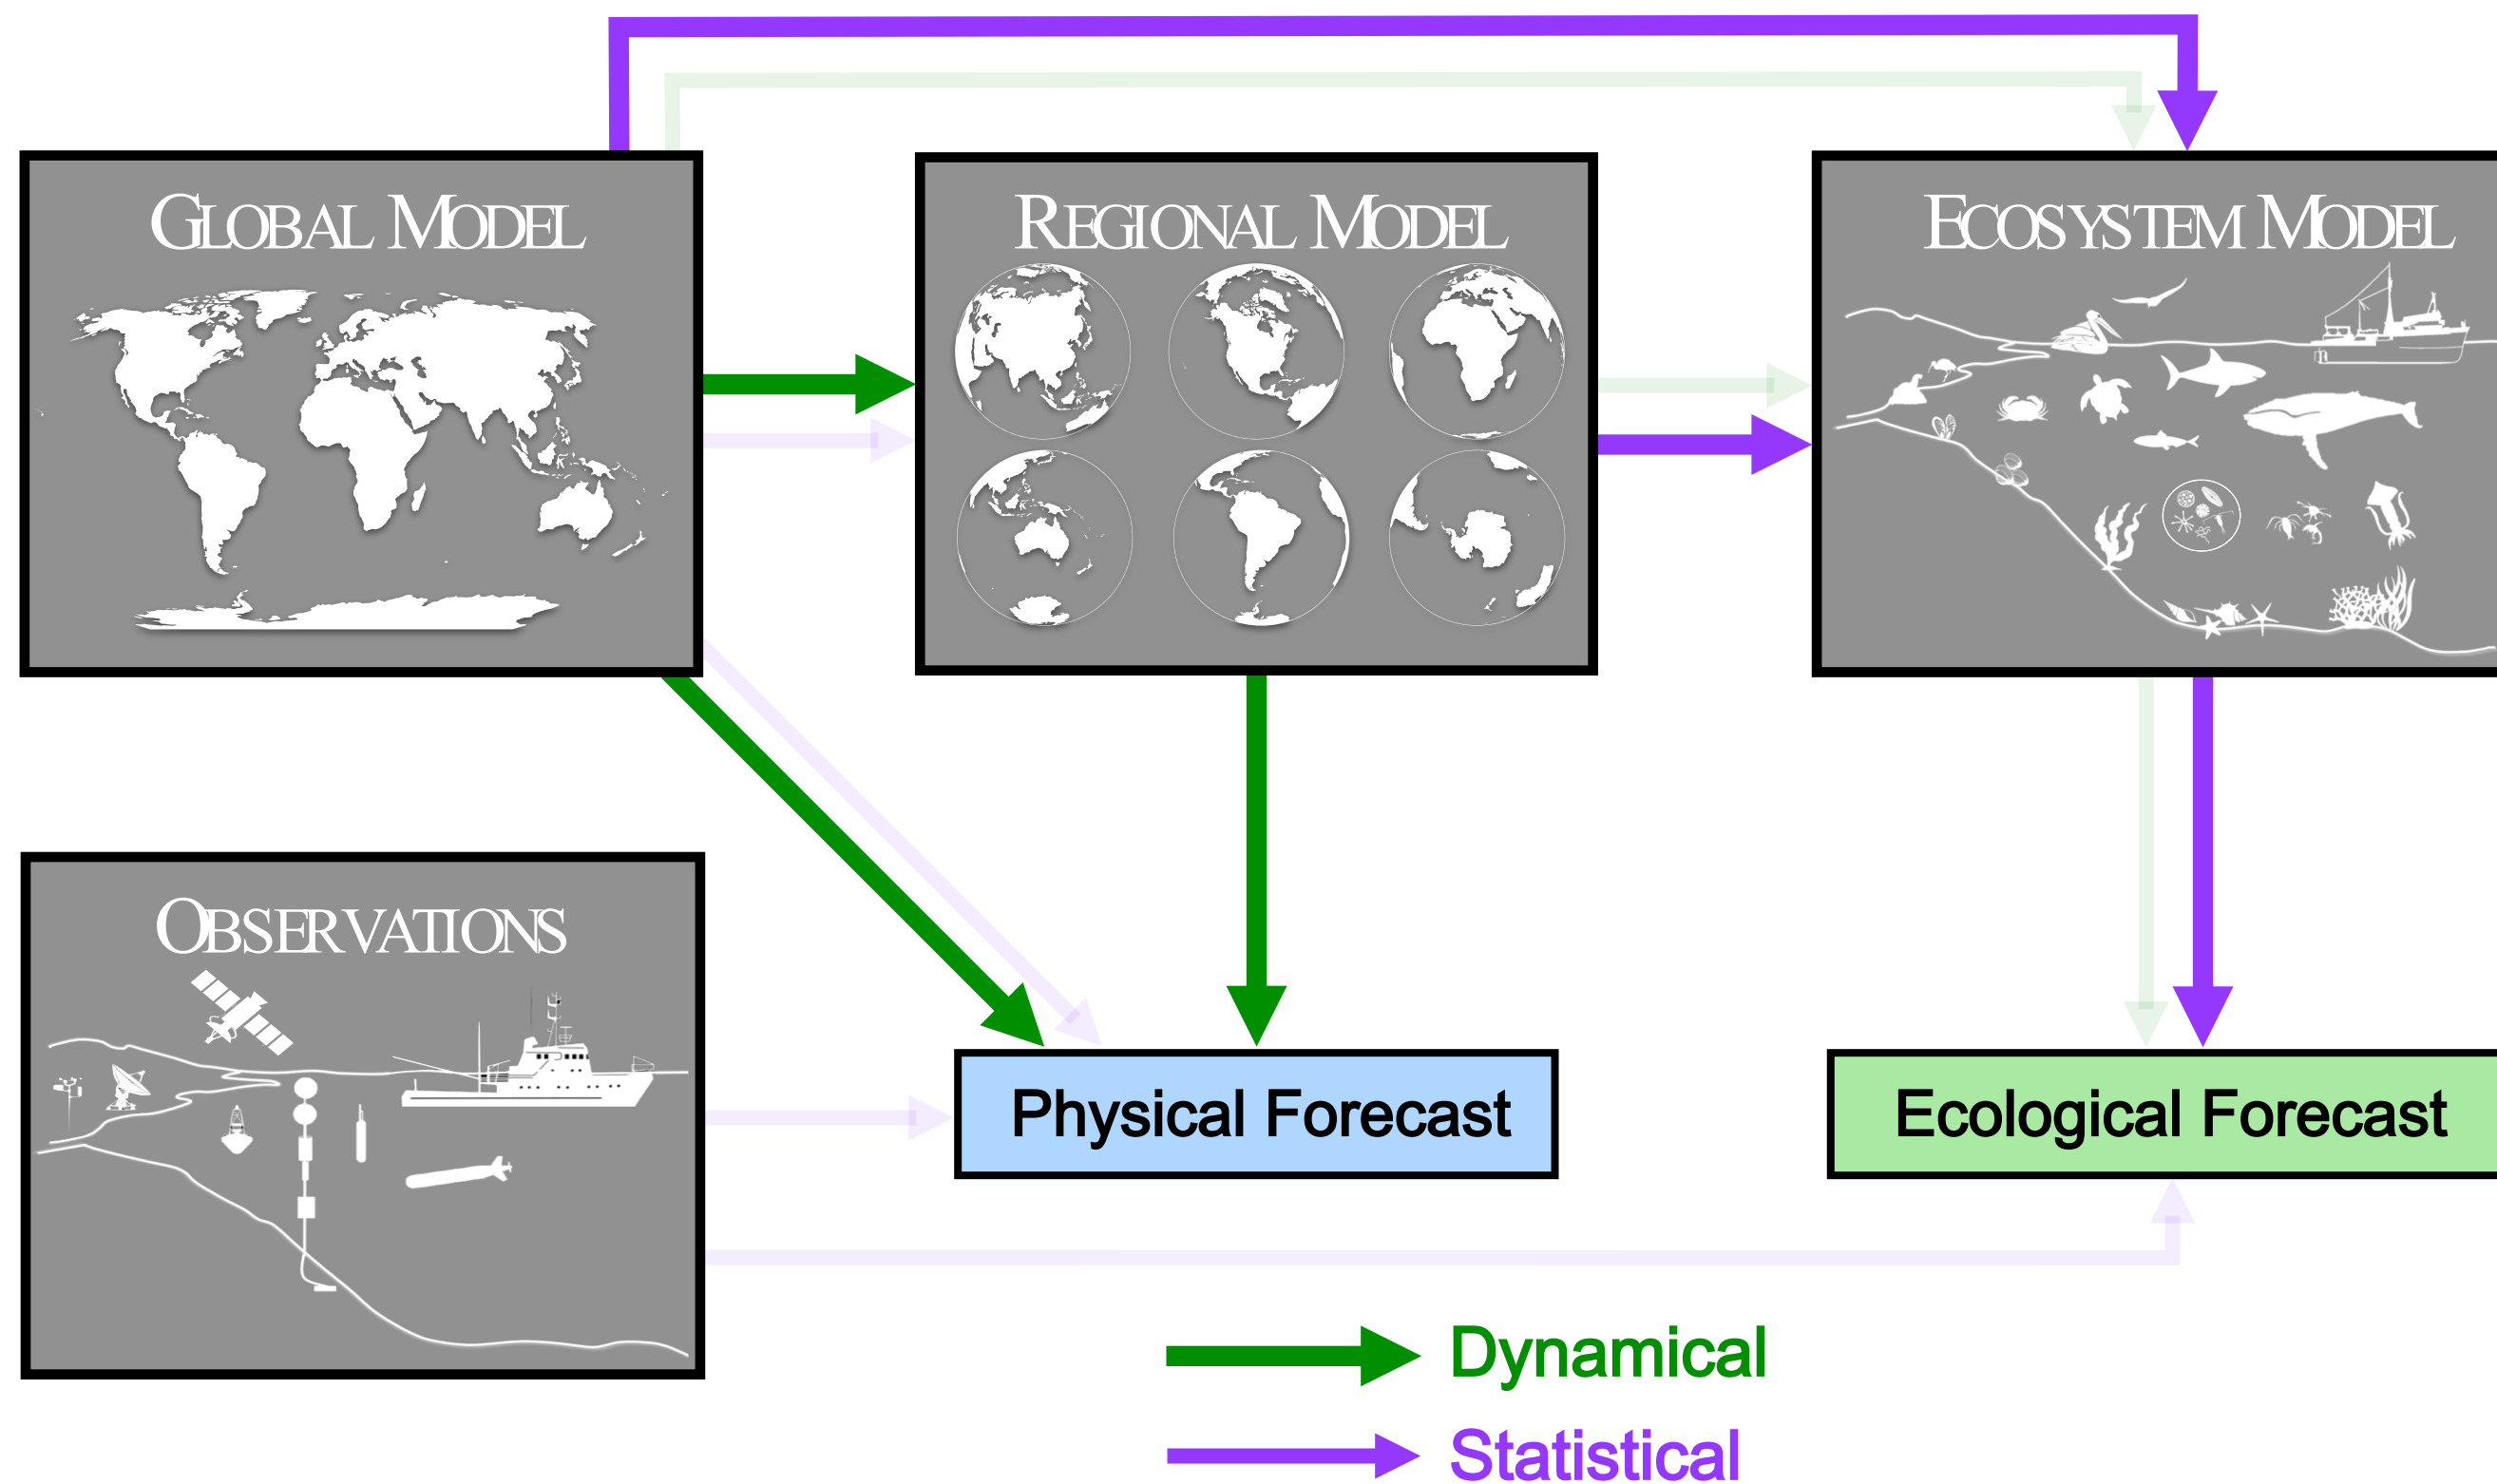 GLOBAL MODEL
REGIONAL MODEL
ECOSYSTEM MODEL
OBSERVATIONS
Physical Forecast
Ecological Forecast
Dynamical
Statistical